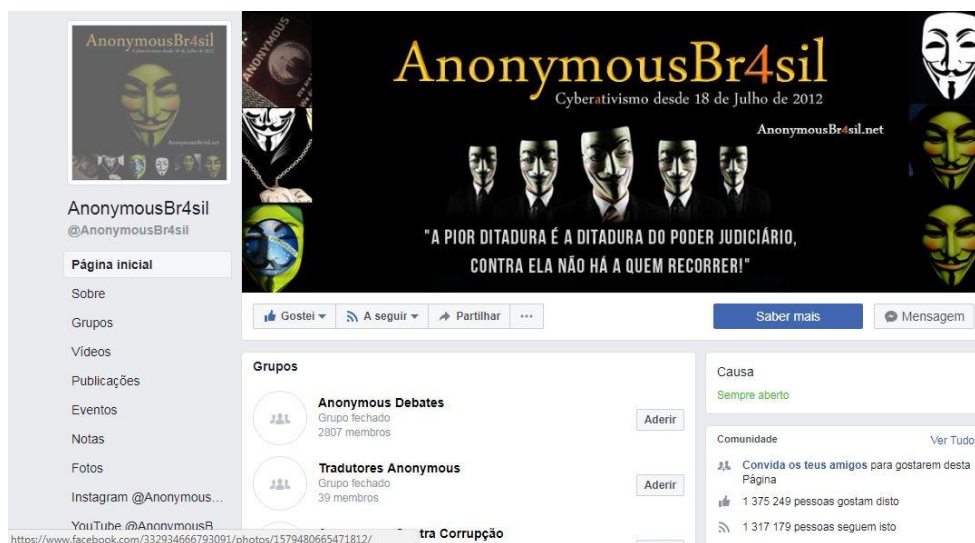 AnonymousBr4sil
Cyberativismo desde 18 de Julho de 2012
AnonymousBr4sil.net
AnonymousBr4sil
@AnonymousBr4sil
Página inicial
Sobre
Grupos
Vídeos
Publicações
Eventos
Notas
Fotos
Instagram @Anonymous...
YouTube @AnonymousB
https://www.facebook.com/332934666793091/photos/1579480665471812/
ANONYMOUS
AnonymousBr4sil
Cyberativismo desde 18 de Julho de 2012
AnonymousBr4sil.net
"A PIOR DITADURA É A DITADURA DO PODER JUDICIÁRIO,
CONTRA ELA NÃO HÁ A QUEM RECORRER!"
Gostei A seguir Partilhar ...
Saber mais Mensagem
Grupos
Anonymous Debates
Grupo fechado
2807 membros
Aderir
Tradutores Anonymous
Grupo fechado
39 membros
Aderir
tra Corrupção
Causa
Sempre aberto
Comunidade Ver Tudo
Convida os teus amigos para gostarem desta
Página
1 375 249 pessoas gostam disto
1 317 179 pessoas seguem isto